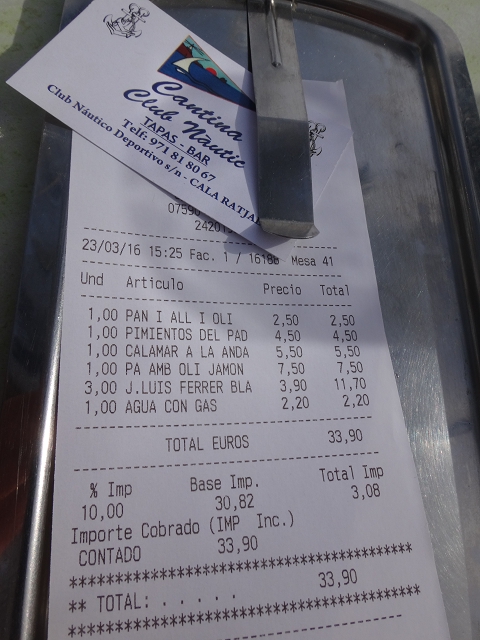 Cantina
Club Nàutic
TAPAS - BAR
Telf: 971 81 80 67
Club Náutico Deportivo s/n - CALA RATJADA
0759
24201
23/03/16 15:25 Fac. 1 / 16180 Mesa 41
Und Articulo Precio Total
1,00 PAN I ALL I OLI 2,50 2,50
1,00 PIMIENTOS DEL PAD 4,50 4,50
1,00 CALAMAR A LA ANDA 5,50 5,50
1,00 PA AMB OLI JAMON 7,50 7,50
3,00 J.LUIS FERRER BLA 3,90 11,70
1,00 AGUA CON GAS 2,20 2,20
TOTAL EUROS 33,90
% Imp Base Imp. Total Imp
10,00 30,82 3,08
Importe Cobrado (IMP Inc.)
CONTADO 33,90
******************************************
** TOTAL: . . . . . 33,90
******************************************